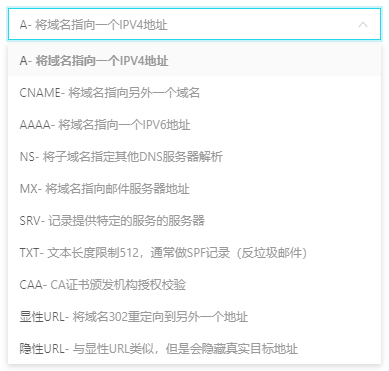 A- 将域名指向一个IPV4地址
A- 将域名指向一个IPV4地址
CNAME- 将域名指向另外一个域名
AAAA- 将域名指向一个IPV6地址
NS- 将子域名指定其他DNS服务器解析
MX- 将域名指向邮件服务器地址
SRV- 记录提供特定的服务的服务器
TXT- 文本长度限制512，通常做SPF记录（反垃圾邮件）
CAA- CA证书颁发机构授权校验
显性URL- 将域名302重定向到另外一个地址
隐性URL- 与显性URL类似，但是会隐藏真实目标地址